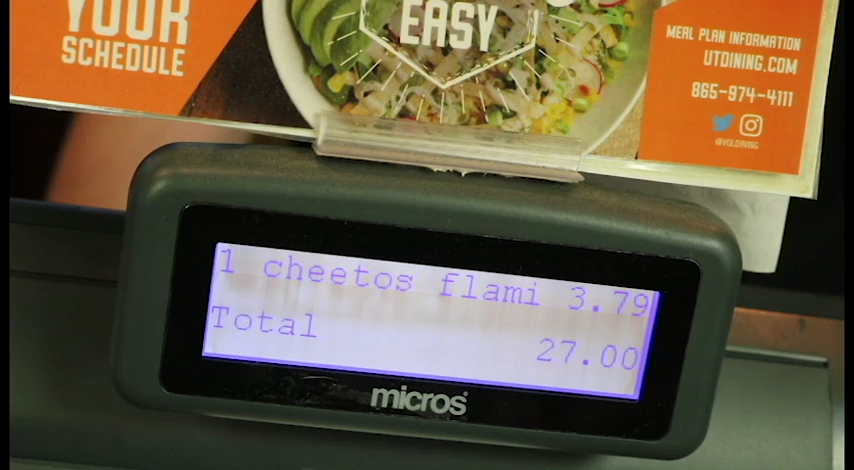 YOUR
SCHEDULE
EASY
MEAL PLAN INFORMATION
UTDINING.COM
865-974-4111
@VOLDINING
1 cheetos flami 3.79
Total 27.00
micros